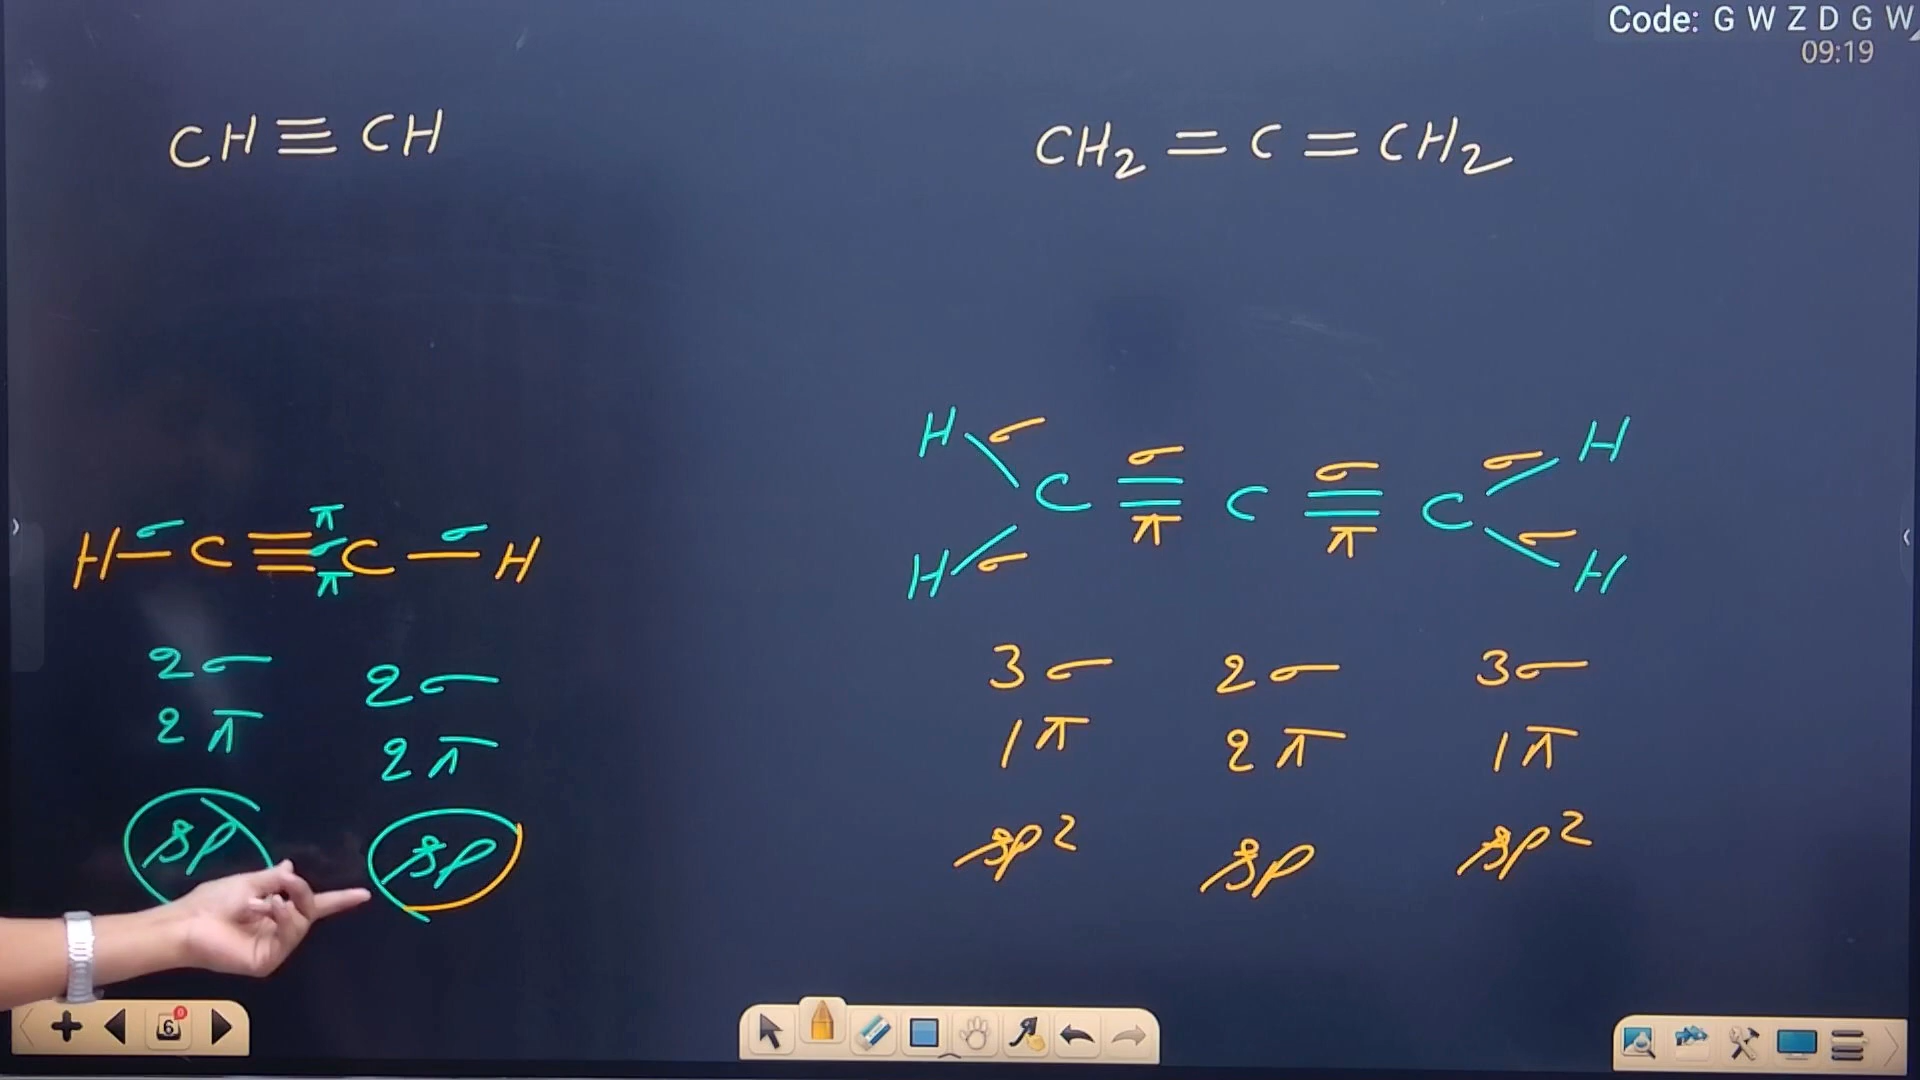 Code: G W Z D G W
09:19
CH≡CH
CH₂=C=CH₂
H σ C ≡ π σ π C σ H
2σ 2σ
2π 2π
sp sp
H σ H σ C = σ π C = σ π C σ H σ H
3σ 2σ 3σ
1π 2π 1π
sp² sp sp²
6